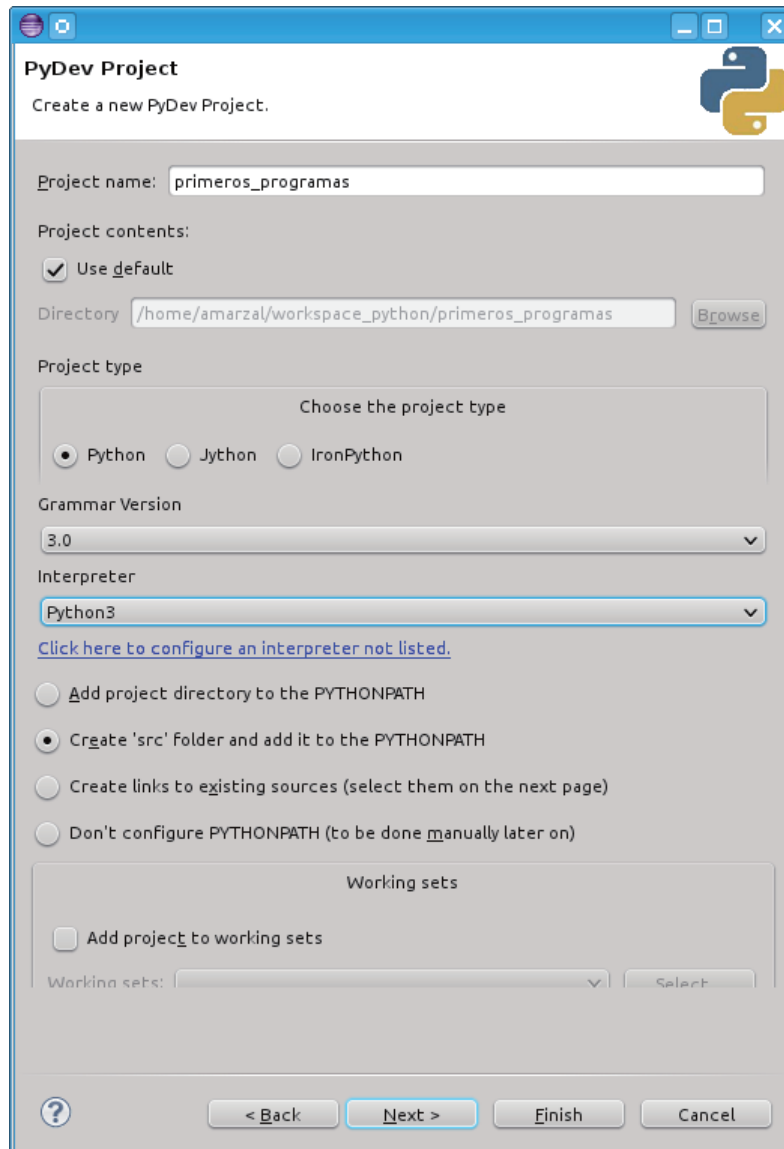 PyDev Project
Create a new PyDev Project.
Project name: primeros_programas
Project contents:
Use default
Directory /home/amarzal/workspace_python/primeros_programas Browse
Project type
Choose the project type
Python Jython IronPython
Grammar Version
3.0
Interpreter
Python3
Click here to configure an interpreter not listed.
Add project directory to the PYTHONPATH
Create 'src' folder and add it to the PYTHONPATH
Create links to existing sources (select them on the next page)
Don't configure PYTHONPATH (to be done manually later on)
Working sets
Add project to working sets
Working sets: Select...
? < Back Next > Finish Cancel